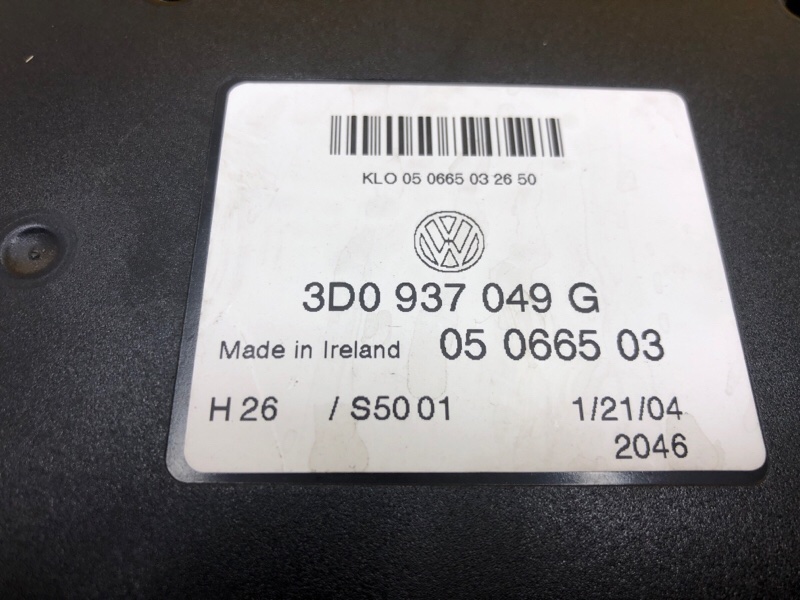 KLO 05 0665 03 26 50
VW
3D0 937 049 G
Made in Ireland 05 0665 03
H 26 / S50 01 1/21/04
2046